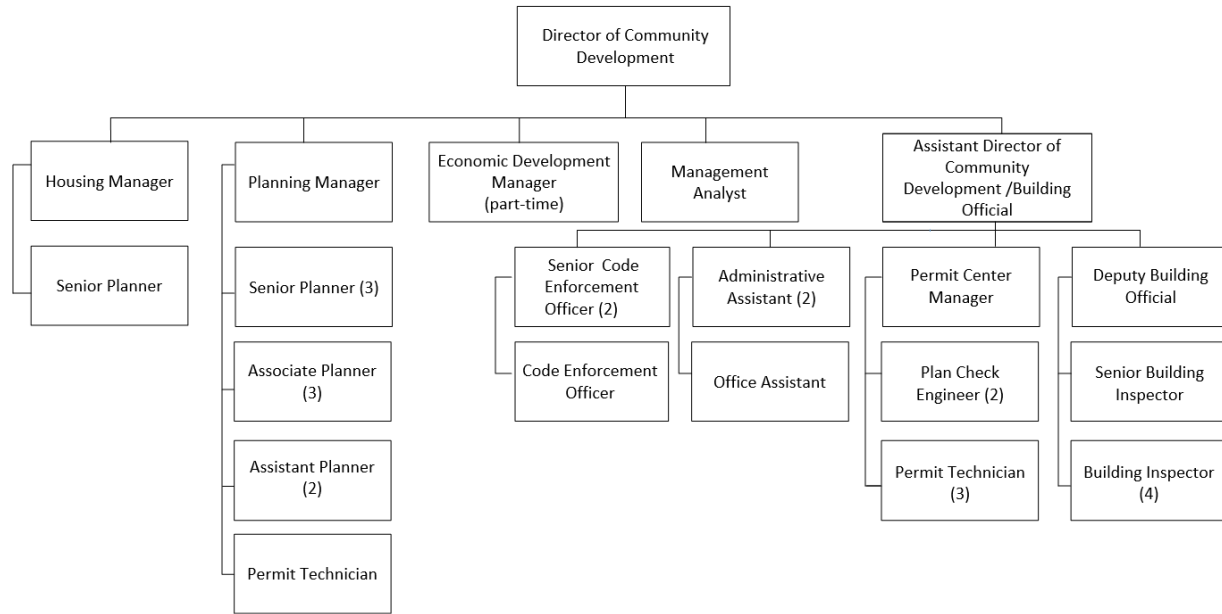 Director of Community
Development
Housing Manager
Planning Manager
Economic Development
Manager
(part-time)
Management
Analyst
Assistant Director of
Community
Development /Building
Official
Senior Planner
Senior Planner (3)
Senior Code
Enforcement
Officer (2)
Administrative
Assistant (2)
Permit Center
Manager
Deputy Building
Official
Associate Planner
(3)
Code Enforcement
Officer
Office Assistant
Plan Check
Engineer (2)
Senior Building
Inspector
Assistant Planner
(2)
Permit Technician
(3)
Building Inspector
(4)
Permit Technician